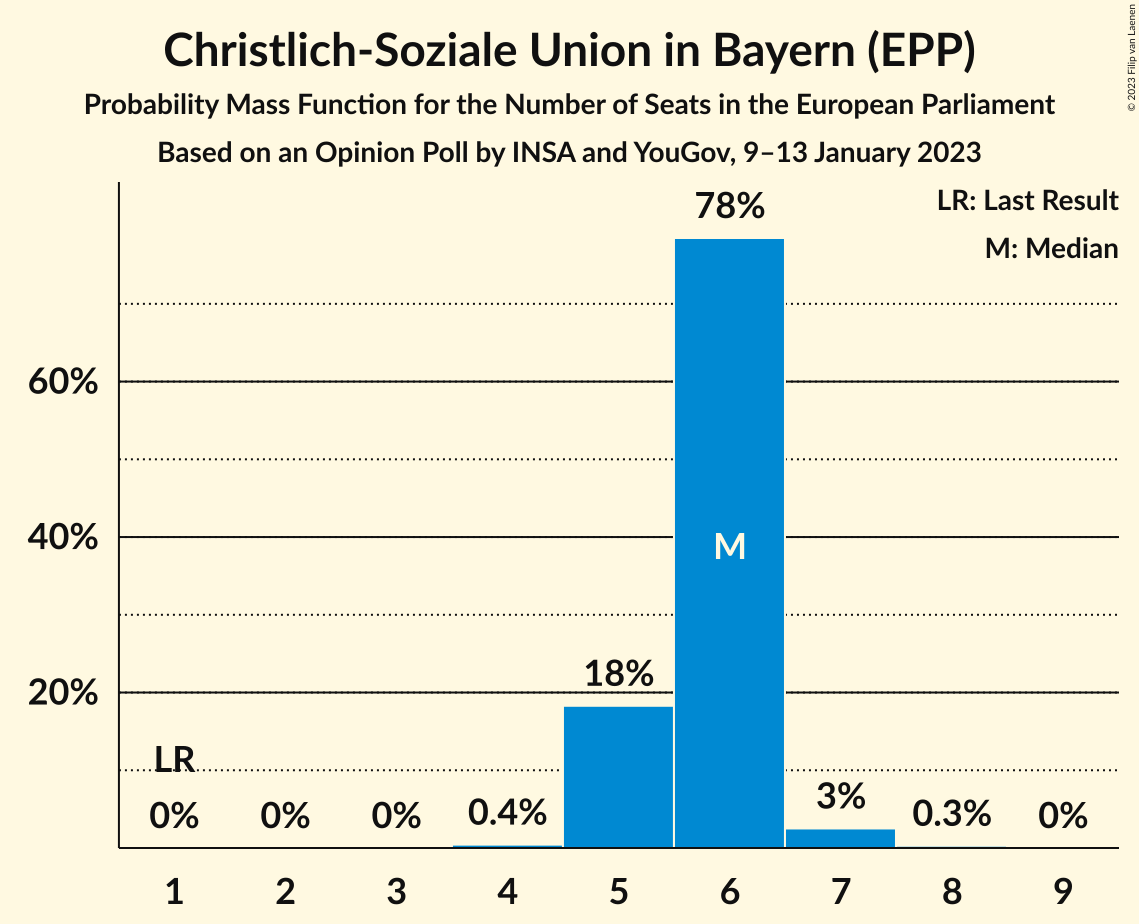 Christlich-Soziale Union in Bayern (EPP)
Probability Mass Function for the Number of Seats in the European Parliament
Based on an Opinion Poll by INSA and YouGov, 9–13 January 2023
© 2023 Filip van Laenen
LR: Last Result
M: Median
78%
60%
40%
M
18%
20%
LR
0% 0% 0% 0.4% 3% 0.3% 0%
1 2 3 4 5 6 7 8 9